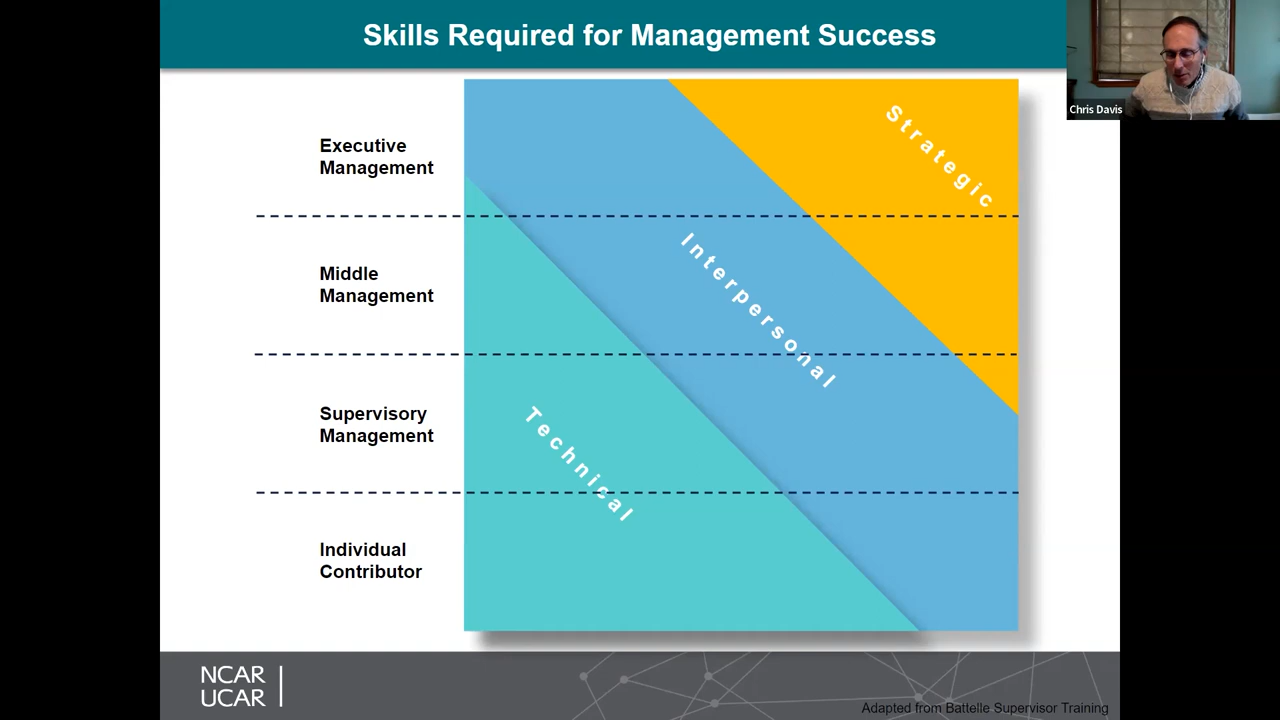 Skills Required for Management Success
Chris Davis
Executive
Management
Strategic
Middle
Management
Interpersonal
Supervisory
Management
Technical
Individual
Contributor
NCAR
UCAR
Adapted from Battelle Supervisor Training